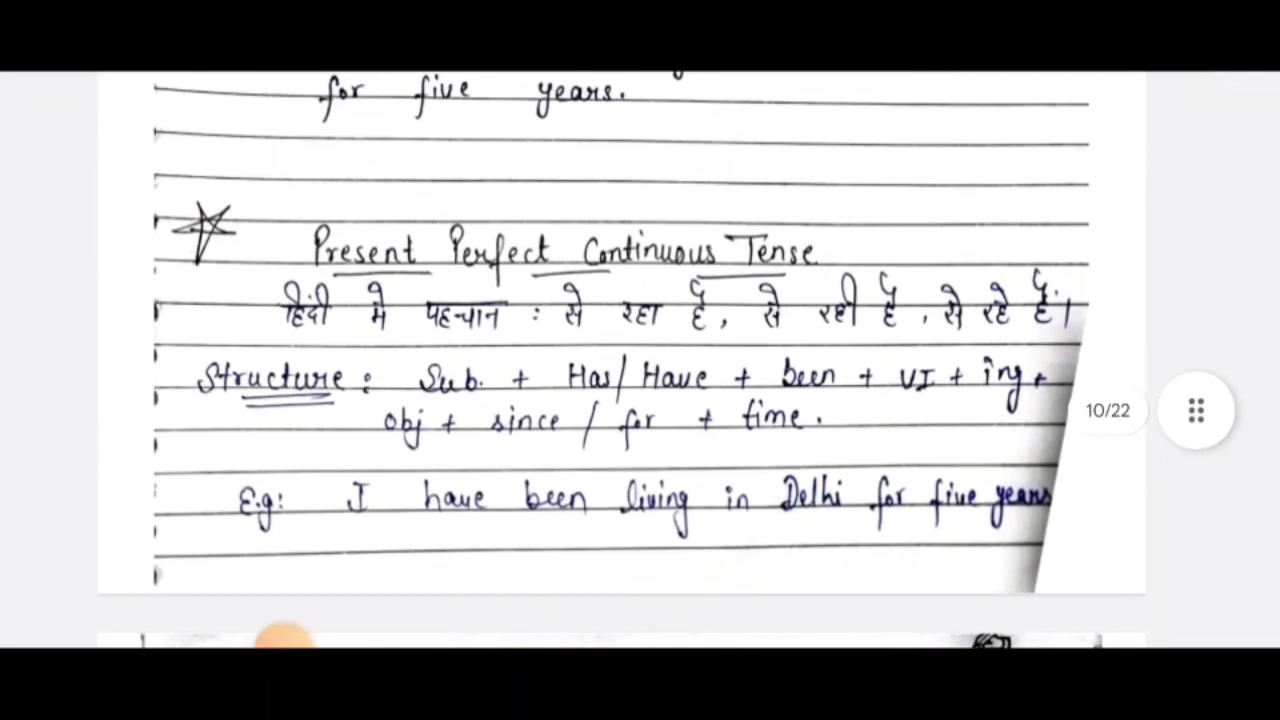 for five years.
Present Perfect Continuous Tense
हिंदी में पहचान : से रहा है, से रही है, से रहे हैं।
Structure : Sub. + Has/Have + been + VI + ing +
obj + since / for + time.
10/22
E.g: I have been living in Delhi for five years